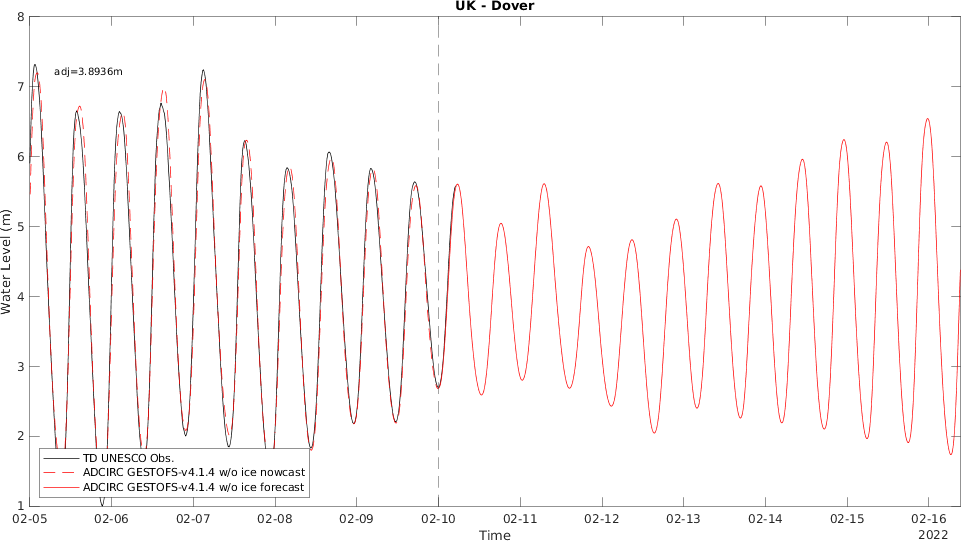 UK - Dover
8
adj=3.8936m
7
6
5
4
3
2
1
Water Level (m)
TD UNESCO Obs.
ADCIRC GESTOFS-v4.1.4 w/o ice nowcast
ADCIRC GESTOFS-v4.1.4 w/o ice forecast
02-05 02-06 02-07 02-08 02-09 02-10 02-11 02-12 02-13 02-14 02-15 02-16
Time 2022